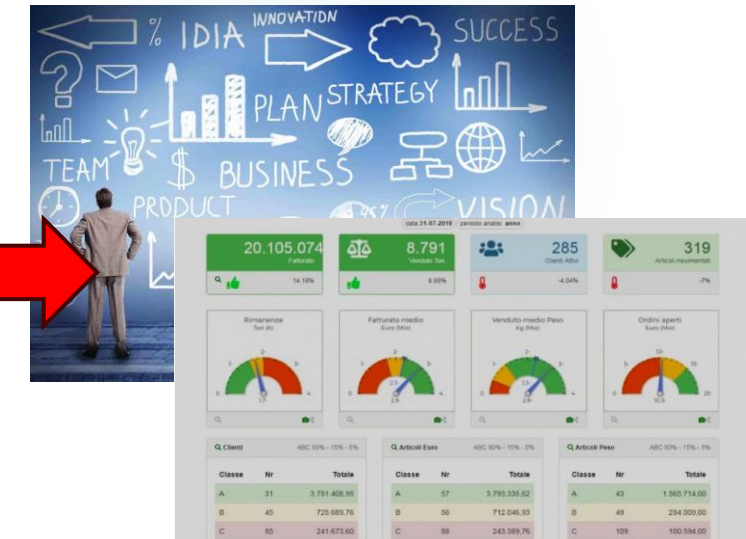 % IDIA INNOVATION SUCCESS
?
PLAN STRATEGY
TEAM $ BUSINESS
PRODUCT 45% VISION
data 31-07-2019 periodo analisi: anno
20.105.074 8.791 285 319
Fatturato Venduto Ton Clienti Attivi Articoli movimentati
14.18% 8.88% -4.04% -7%
Rimanenze Fatturato medio Venduto medio Peso Ordini aperti
Ton (K) Euro (Mio) Kg (Mio) Euro (Mio)
Clienti ABC 80% - 15% - 5% Articoli Euro ABC 80% - 15% - 5% Articoli Peso ABC 80% - 15% - 5%
Classe Nr Totale Classe Nr Totale Classe Nr Totale
A 31 3.781.408,95 A 57 3.793.335,62 A 43 1.565.714,00
B 45 725.689,76 B 56 712.046,93 B 49 294.009,00
C 85 241.673,60 C 88 243.389,76 C 109 100.594,00